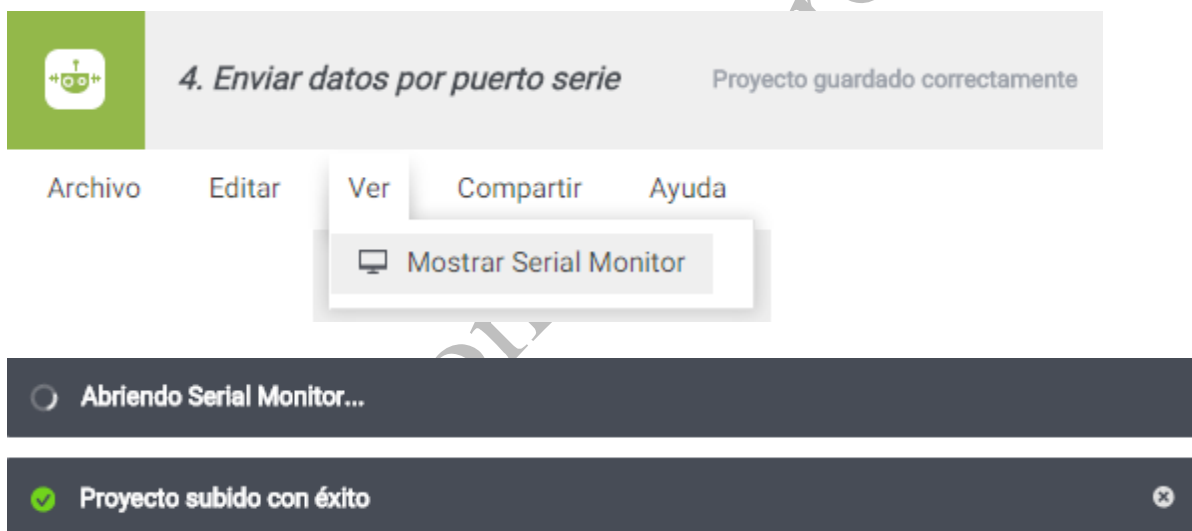 4. Enviar datos por puerto serie Proyecto guardado correctamente
Archivo Editar Ver Compartir Ayuda
Mostrar Serial Monitor
Abriendo Serial Monitor...
Proyecto subido con éxito